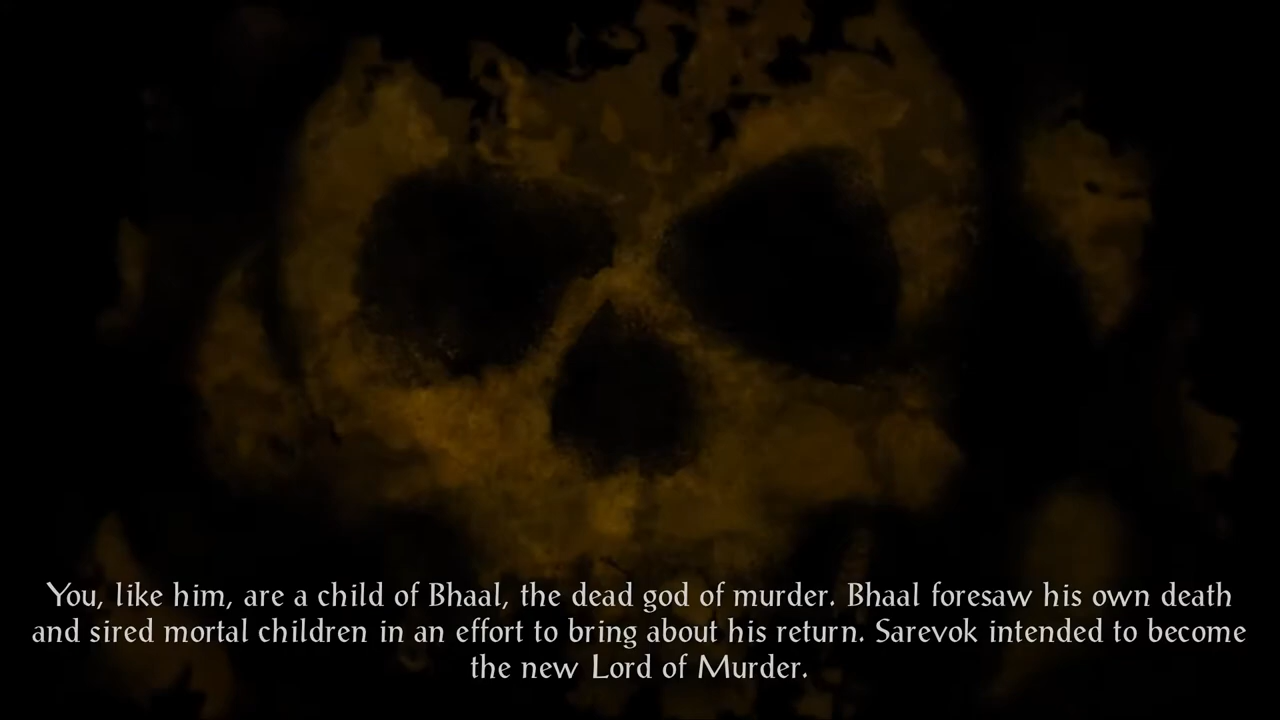 You, like him, are a child of Bhaal, the dead god of murder. Bhaal foresaw his own death
and sired mortal children in an effort to bring about his return. Sarevok intended to become
the new Lord of Murder.